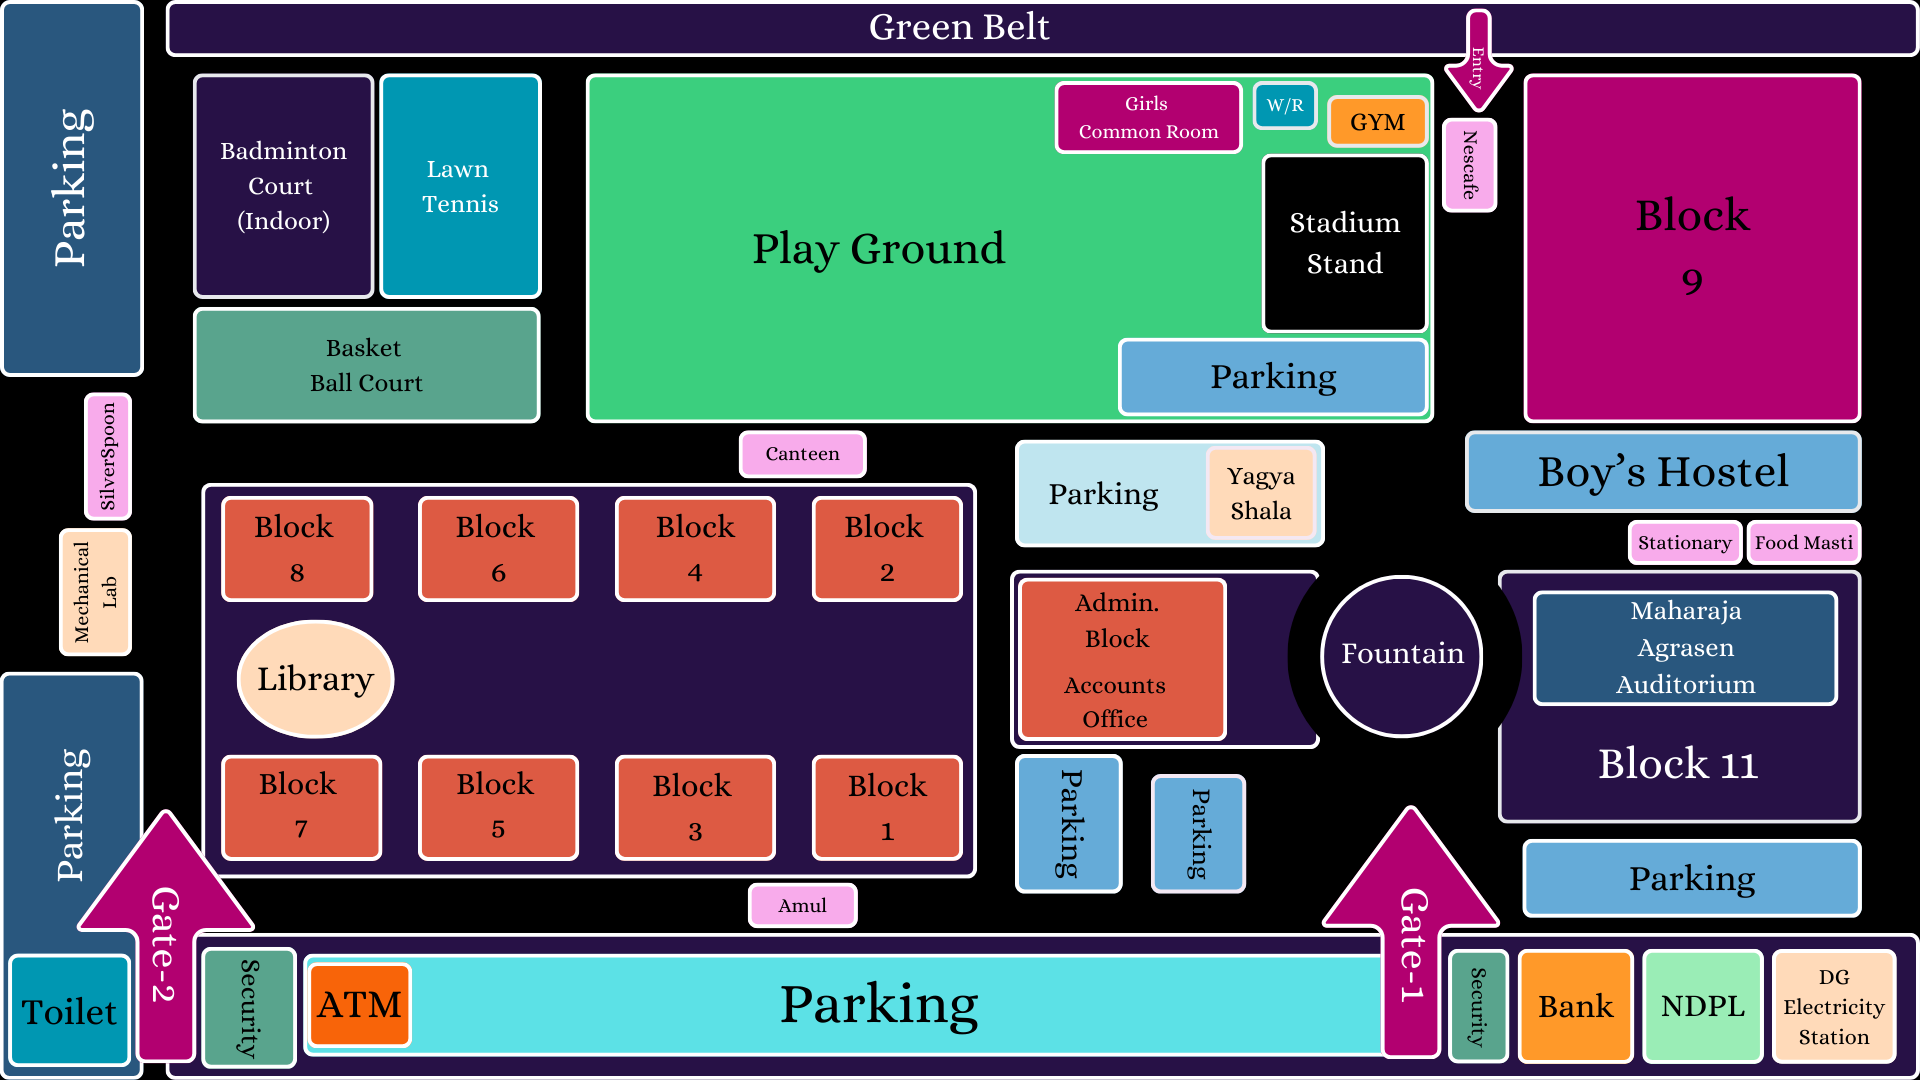 Green Belt
Entry
Parking
Badminton
Court
(Indoor)
Lawn
Tennis
Basket
Ball Court
Play Ground
Girls
Common Room
W/R
GYM
Stadium
Stand
Parking
Nescafe
Block
9
SilverSpoon
Mechanical
Lab
Canteen
Parking
Yagya
Shala
Boy’s Hostel
Stationary
Food Masti
Block
8
Block
6
Block
4
Block
2
Library
Block
7
Block
5
Block
3
Block
1
Admin.
Block
Accounts
Office
Fountain
Maharaja
Agrasen
Auditorium
Block 11
Parking
Parking
Parking
Parking
Amul
Gate-2
Gate-1
Toilet
Security
ATM
Parking
Security
Bank
NDPL
DG
Electricity
Station